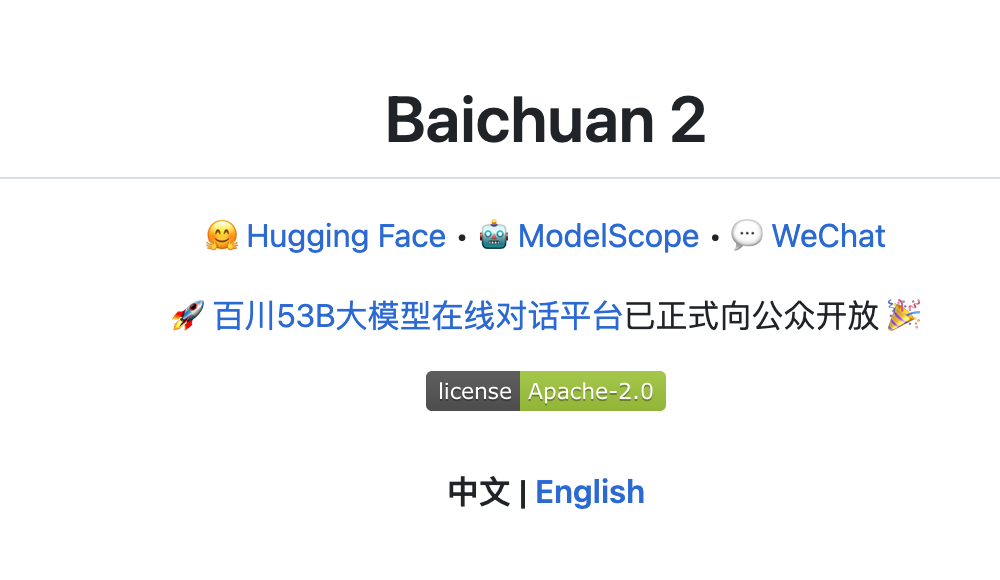 Baichuan 2
🤗 Hugging Face • 🤖 ModelScope • 💬 WeChat
🚀 百川53B大模型在线对话平台已正式向公众开放 🎉
license Apache-2.0
中文 | English